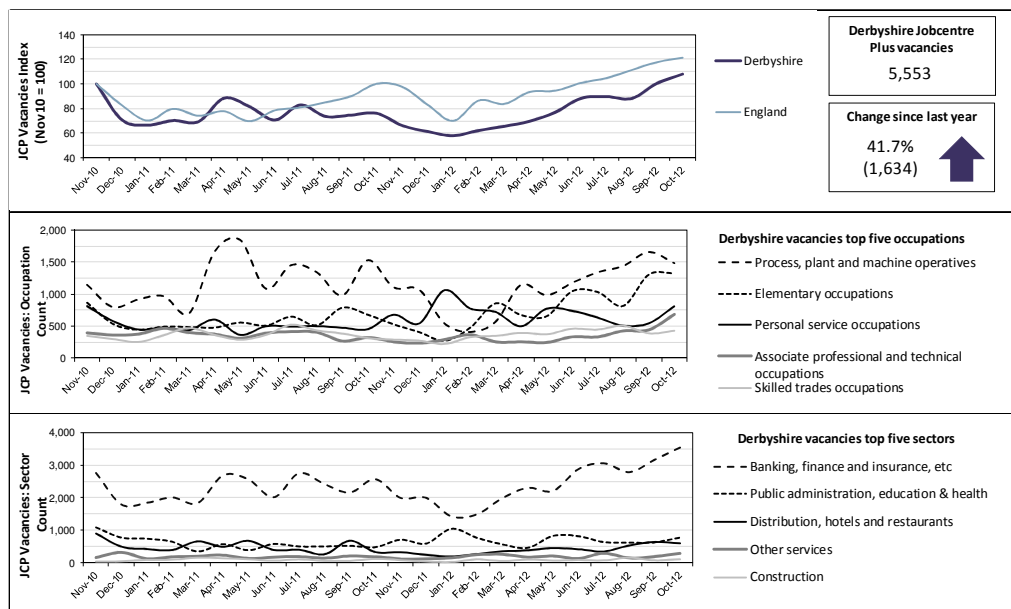 JCP Vacancies Index
(Nov 10 = 100)
140
120
100
80
60
40
Nov-10
Dec-10
Jan-11
Feb-11
Mar-11
Apr-11
May-11
Jun-11
Jul-11
Aug-11
Sep-11
Oct-11
Nov-11
Dec-11
Jan-12
Feb-12
Mar-12
Apr-12
May-12
Jun-12
Jul-12
Aug-12
Sep-12
Oct-12
Derbyshire
England
Derbyshire Jobcentre
Plus vacancies
5,553
Change since last year
41.7%
(1,634)
JCP Vacancies: Occupation
Count
2,000
1,500
1,000
500
0
Nov-10
Dec-10
Jan-11
Feb-11
Mar-11
Apr-11
May-11
Jun-11
Jul-11
Aug-11
Sep-11
Oct-11
Nov-11
Dec-11
Jan-12
Feb-12
Mar-12
Apr-12
May-12
Jun-12
Jul-12
Aug-12
Sep-12
Oct-12
Derbyshire vacancies top five occupations
Process, plant and machine operatives
Elementary occupations
Personal service occupations
Associate professional and technical
occupations
Skilled trades occupations
JCP Vacancies: Sector
Count
4,000
3,000
2,000
1,000
0
Nov-10
Dec-10
Jan-11
Feb-11
Mar-11
Apr-11
May-11
Jun-11
Jul-11
Aug-11
Sep-11
Oct-11
Nov-11
Dec-11
Jan-12
Feb-12
Mar-12
Apr-12
May-12
Jun-12
Jul-12
Aug-12
Sep-12
Oct-12
Derbyshire vacancies top five sectors
Banking, finance and insurance, etc
Public administration, education & health
Distribution, hotels and restaurants
Other services
Construction